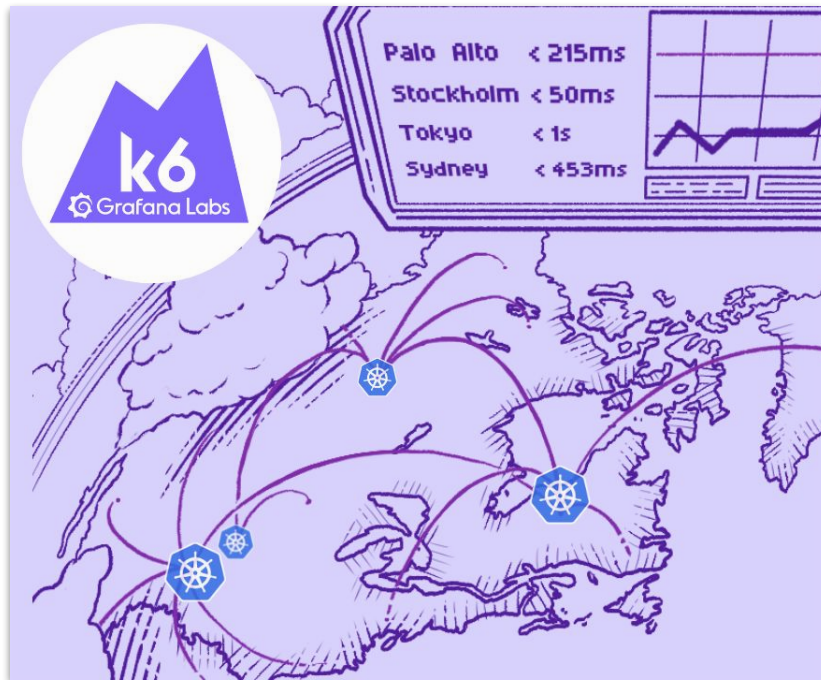 k6
Grafana Labs
Palo Alto < 215ms
Stockholm < 50ms
Tokyo < 1s
Sydney < 453ms